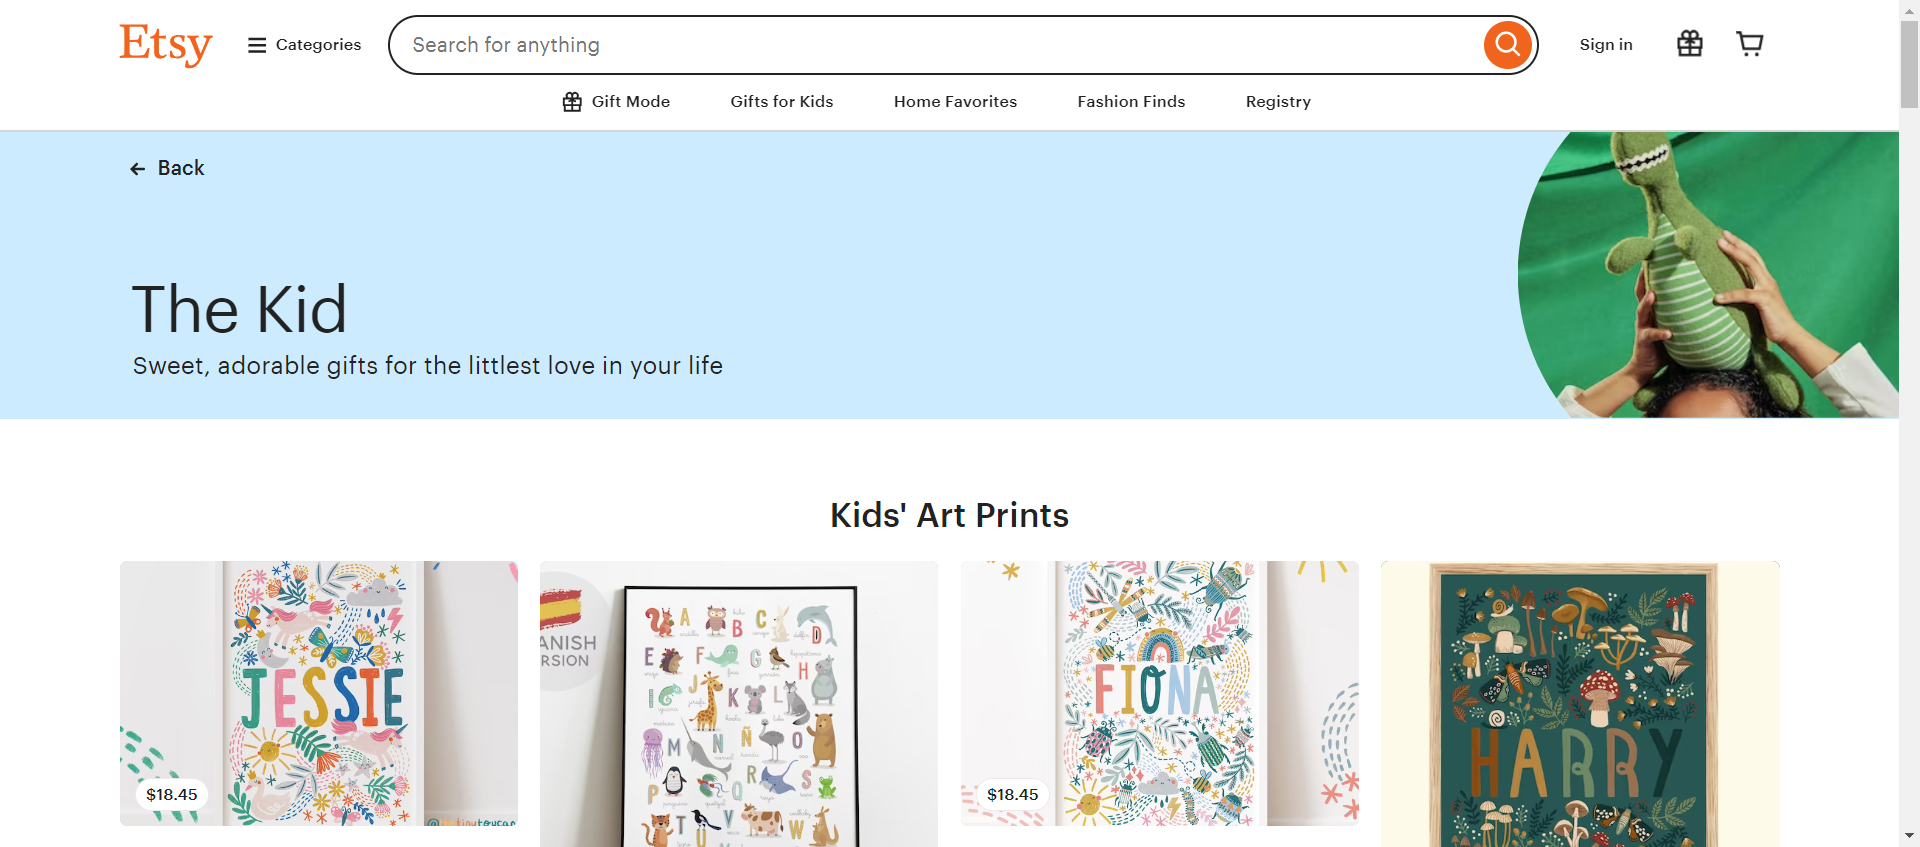 Etsy
Categories
Search for anything
Sign in
Gift Mode
Gifts for Kids
Home Favorites
Fashion Finds
Registry
Back
The Kid
Sweet, adorable gifts for the littlest love in your life
Kids' Art Prints
JESSIE
$18.45
ANISH
RSION
A B C D
E F G H
I J K L
M N Ñ O
P Q R S
T U V W
FIONA
$18.45
HARRY